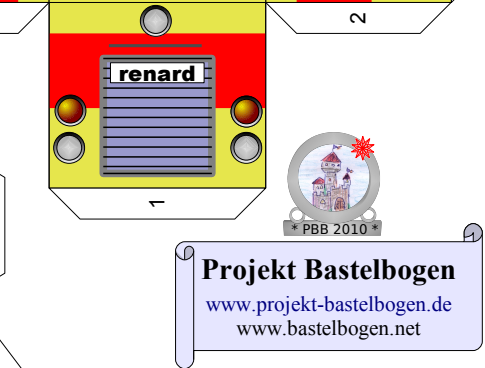 2
renard
1
* PBB 2010 *
Projekt Bastelbogen
www.projekt-bastelbogen.de
www.bastelbogen.net